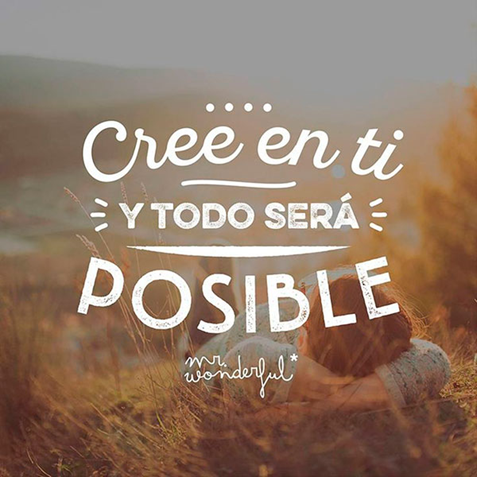 Cree en ti
Y TODO SERÁ
POSIBLE
mr.
wonderful*